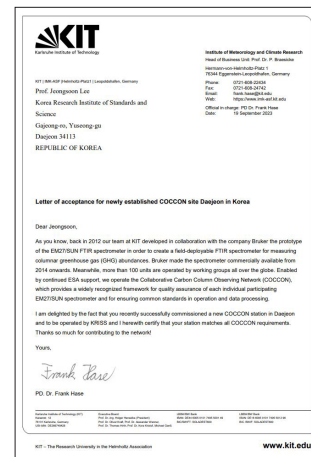 KIT
Karlsruhe Institute of Technology
KIT | IMK-ASF | Helmholtz-Platz1 | Leopoldshafen, Germany
Prof. Jeongsoon Lee
Korea Research Institute of Standards and
Science
Gajeong-ro, Yuseong-gu
Daejeon 34113
REPUBLIC OF KOREA
Institute of Meteorology and Climate Research
Head of Business Unit: Prof. Dr. P. Braesicke
Hermann-von-Helmholtz-Platz 1
76344 Eggenstein-Leopoldshafen, Germany
Phone: 0721-608-22434
Fax: 0721-608-24742
Email: frank.hase@kit.edu
Web: https://www.imk-asf.kit.edu
Official in charge: PD Dr. Frank Hase
Date: 19 September 2023
Letter of acceptance for newly established COCCON site Daejeon in Korea
Dear Jeongsoon,
As you know, back in 2012 our team at KIT developed in collaboration with the company Bruker the prototype
of the EM27/SUN FTIR spectrometer in order to create a field-deployable FTIR spectrometer for measuring
columnar greenhouse gas (GHG) abundances. Bruker made the spectrometer commercially available from
2014 onwards. Meanwhile, more than 100 units are operated by working groups all over the globe. Enabled
by continued ESA support, we operate the Collaborative Carbon Column Observing Network (COCCON),
which provides a widely recognized framework for quality assurance of each individual participating
EM27/SUN spectrometer and for ensuring common standards in operation and data processing.
I am delighted by the fact that you recently successfully commissioned a new COCCON station in Daejeon
and to be operated by KRISS and I herewith certify that your station matches all COCCON requirements.
Thanks so much for contributing to the network!
Yours,
Frank Hase
PD. Dr. Frank Hase
KIT – The Research University in the Helmholtz Association
www.kit.edu